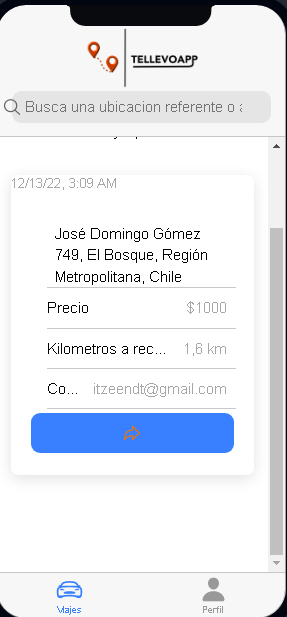 TELLEVOAPP
Busca una ubicacion referente o a
12/13/22, 3:09 AM
José Domingo Gómez
749, El Bosque, Región
Metropolitana, Chile
Precio $1000
Kilometros a rec... 1,6 km
Co... itzeendt@gmail.com
Viajes Perfil